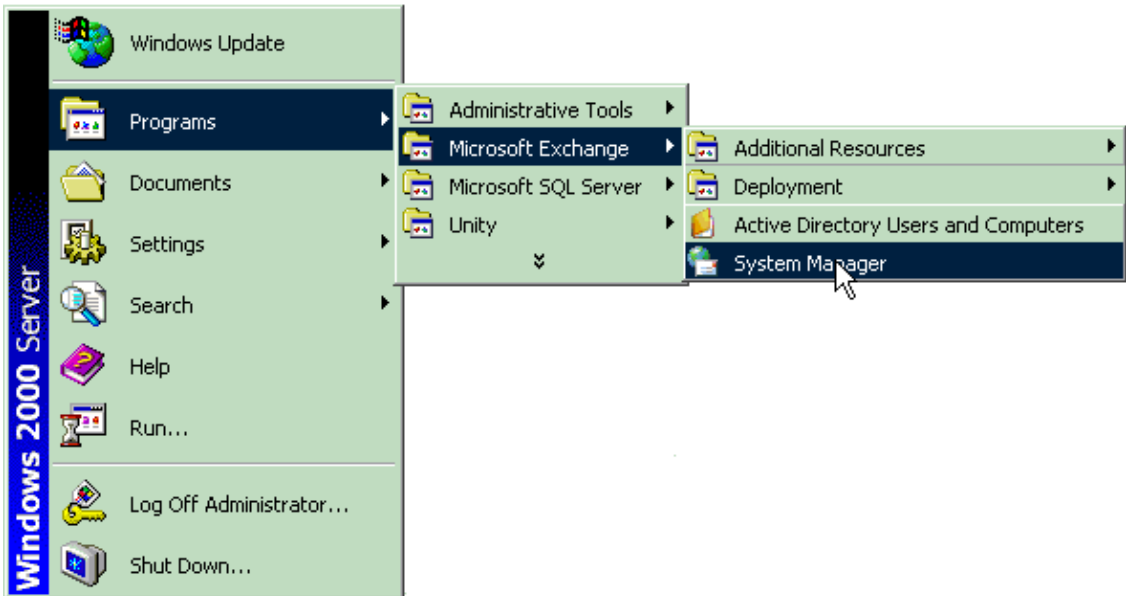 Windows 2000 Server
Windows Update
Programs
Documents
Settings
Search
Help
Run...
Log Off Administrator...
Shut Down...
Administrative Tools
Microsoft Exchange
Microsoft SQL Server
Unity
Additional Resources
Deployment
Active Directory Users and Computers
System Manager